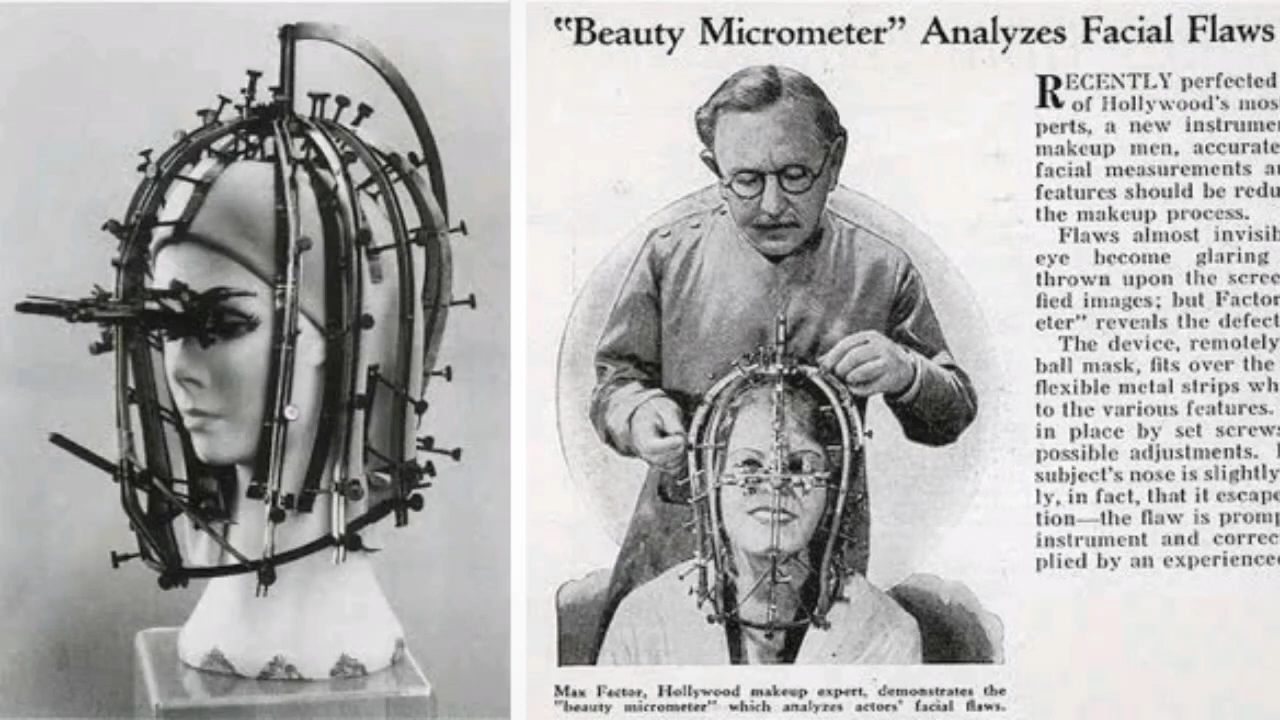 "Beauty Micrometer" Analyzes Facial Flaws
RECENTLY perfected
of Hollywood's mos
perts, a new instrumen
makeup men, accurate
facial measurements a
features should be redu
the makeup process.
Flaws almost invisib
eye become glaring
thrown upon the scree
fied images; but Factor
eter" reveals the defect
The device, remotely
ball mask, fits over the
flexible metal strips wh
to the various features.
in place by set screws
possible adjustments.
subject's nose is slightly
ly, in fact, that it escape
tion—the flaw is promp
instrument and correc
plied by an experienced
Max Factor, Hollywood makeup expert, demonstrates the
"beauty micrometer" which analyzes actors' facial flaws.